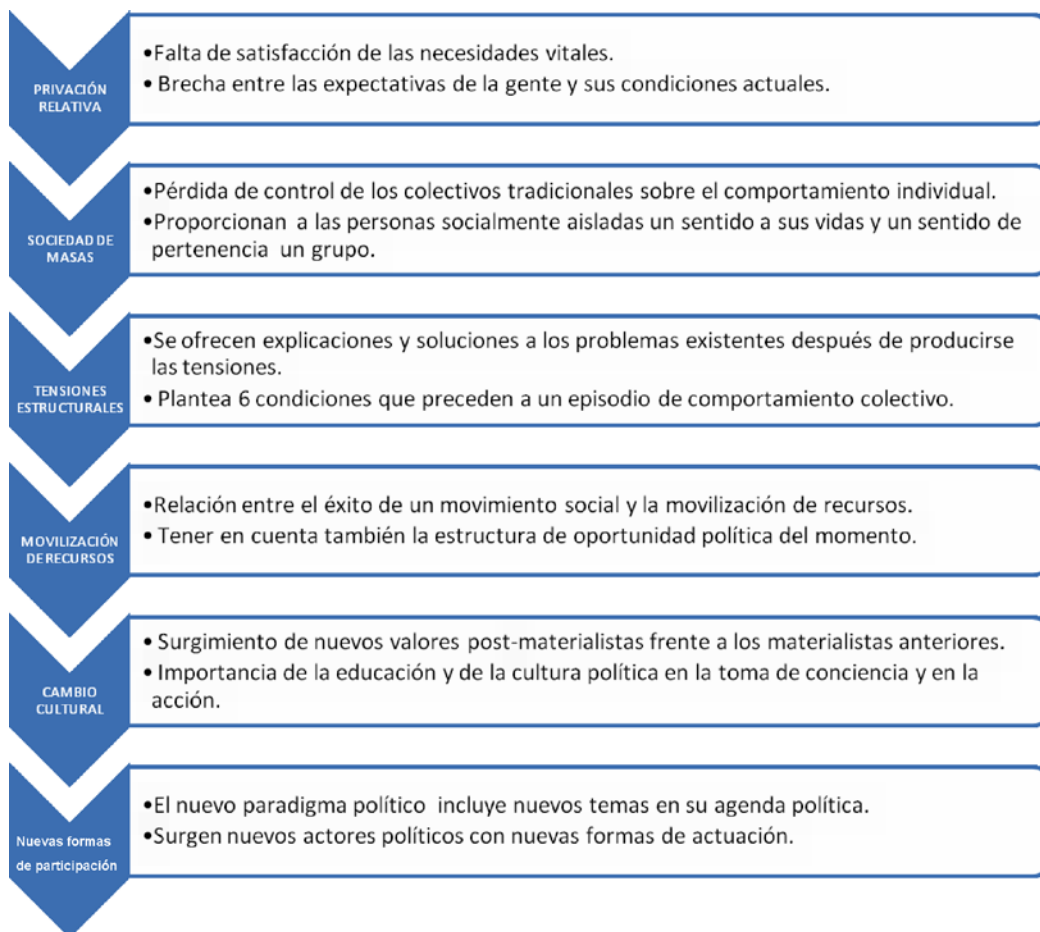 PRIVACIÓN
RELATIVA
•Falta de satisfacción de las necesidades vitales.
• Brecha entre las expectativas de la gente y sus condiciones actuales.
SOCIEDAD DE
MASAS
•Pérdida de control de los colectivos tradicionales sobre el comportamiento individual.
•Proporcionan a las personas socialmente aisladas un sentido a sus vidas y un sentido de
pertenencia un grupo.
TENSIONES
ESTRUCTURALES
•Se ofrecen explicaciones y soluciones a los problemas existentes después de producirse
las tensiones.
• Plantea 6 condiciones que preceden a un episodio de comportamiento colectivo.
MOVILIZACIÓN
DE RECURSOS
•Relación entre el éxito de un movimiento social y la movilización de recursos.
• Tener en cuenta también la estructura de oportunidad política del momento.
CAMBIO
CULTURAL
• Surgimiento de nuevos valores post-materialistas frente a los materialistas anteriores.
• Importancia de la educación y de la cultura política en la toma de conciencia y en la
acción.
Nuevas formas
de participación
•El nuevo paradigma político incluye nuevos temas en su agenda política.
•Surgen nuevos actores políticos con nuevas formas de actuación.